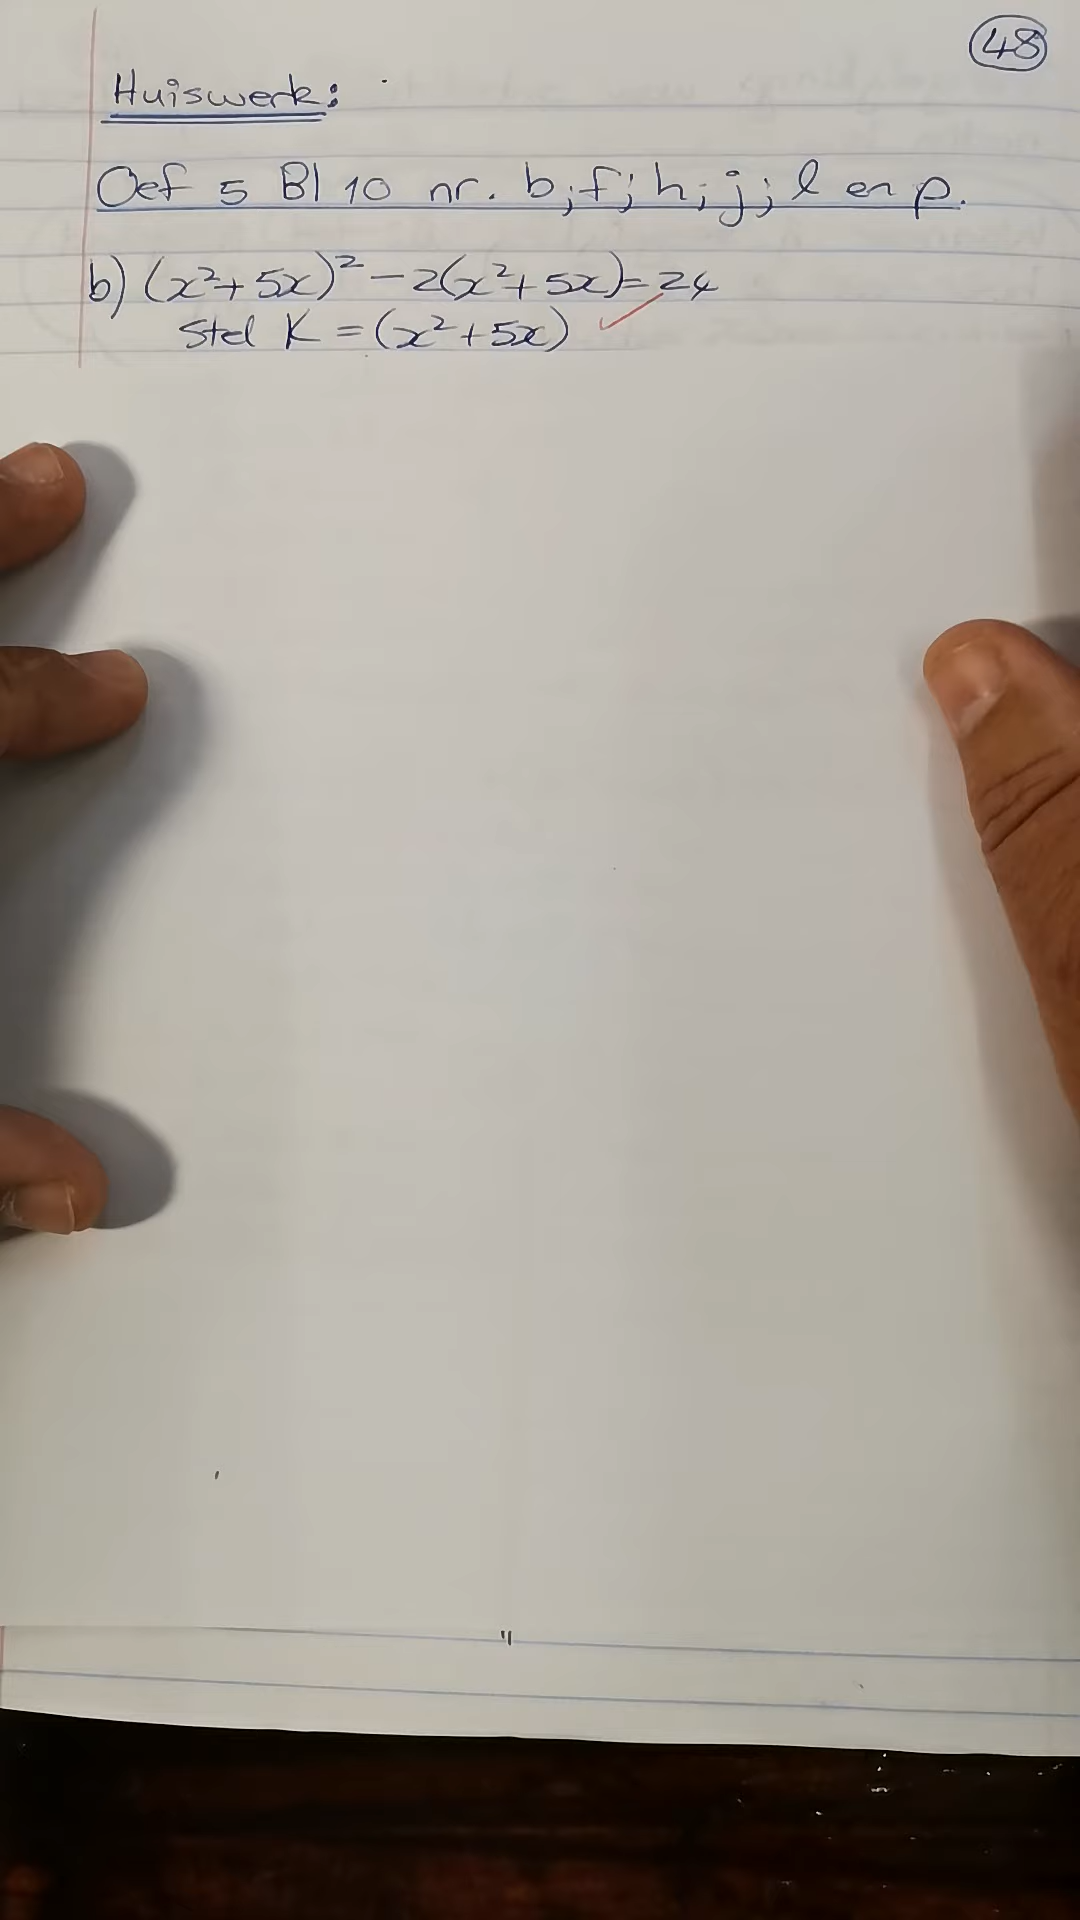 48
Huiswerk:
Oef 5 Bl 10 nr. b; f; h; j; l en p.
b) (x²+5x)² - 2(x²+5x) = 24
Stel K = (x²+5x)